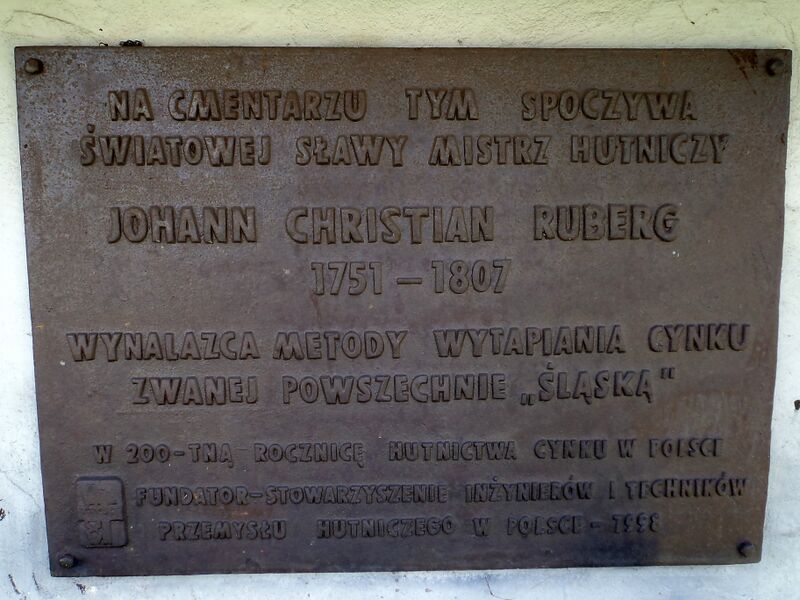 NA CMENTARZU TYM SPOCZYWA
ŚWIATOWEJ SŁAWY MISTRZ HUTNICZY
JOHANN CHRISTIAN RUBERG
1751 – 1807
WYNALAZCA METODY WYTAPIANIA CYNKU
ZWANEJ POWSZECHNIE „ŚLĄSKĄ"
W 200-TNĄ ROCZNICĘ HUTNICTWA CYNKU W POLSCE
FUNDATOR-STOWARZYSZENIE INŻYNIERÓW I TECHNIKÓW
PRZEMYSŁU HUTNICZEGO W POLSCE - 1998